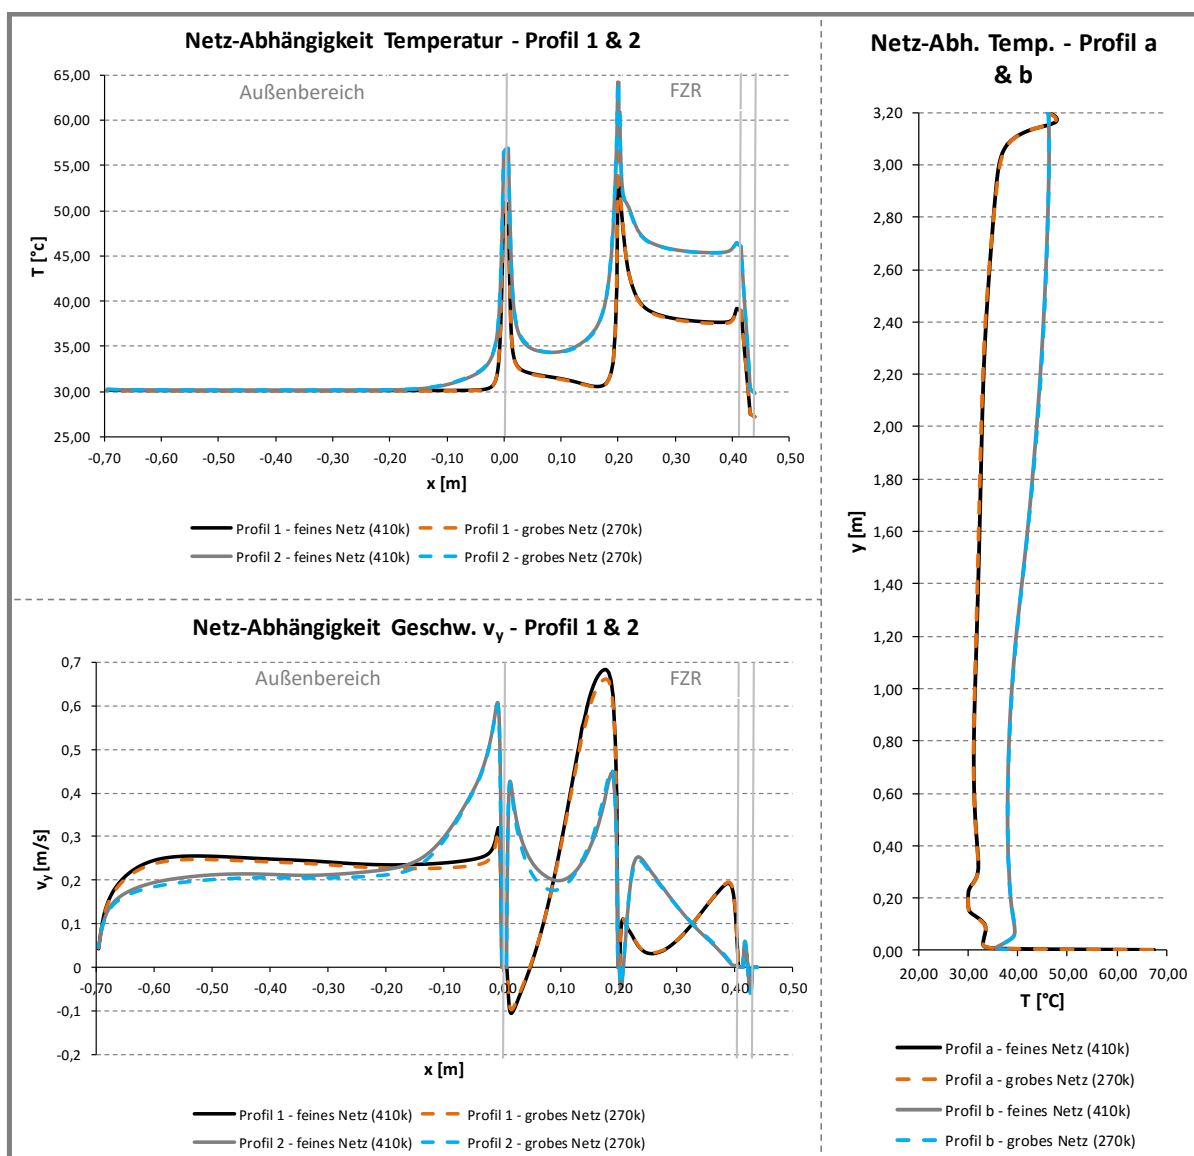 Netz-Abhängigkeit Temperatur - Profil 1 & 2
Außenbereich
FZR
65,00
60,00
55,00
50,00
45,00
40,00
35,00
30,00
25,00
T [°c]
-0,70
-0,60
-0,50
-0,40
-0,30
-0,20
-0,10
0,00
0,10
0,20
0,30
0,40
0,50
x [m]
Profil 1 - feines Netz (410k)
Profil 1 - grobes Netz (270k)
Profil 2 - feines Netz (410k)
Profil 2 - grobes Netz (270k)
Netz-Abhängigkeit Geschw. vy - Profil 1 & 2
Außenbereich
FZR
0,7
0,6
0,5
0,4
0,3
0,2
0,1
0
-0,1
-0,2
vy [m/s]
-0,70
-0,60
-0,50
-0,40
-0,30
-0,20
-0,10
0,00
0,10
0,20
0,30
0,40
0,50
x [m]
Profil 1 - feines Netz (410k)
Profil 1 - grobes Netz (270k)
Profil 2 - feines Netz (410k)
Profil 2 - grobes Netz (270k)
Netz-Abh. Temp. - Profil a
& b
3,20
3,00
2,80
2,60
2,40
2,20
2,00
1,80
1,60
1,40
1,20
1,00
0,80
0,60
0,40
0,20
0,00
y [m]
20,00
30,00
40,00
50,00
60,00
70,00
T [°C]
Profil a - feines Netz (410k)
Profil a - grobes Netz (270k)
Profil b - feines Netz (410k)
Profil b - grobes Netz (270k)